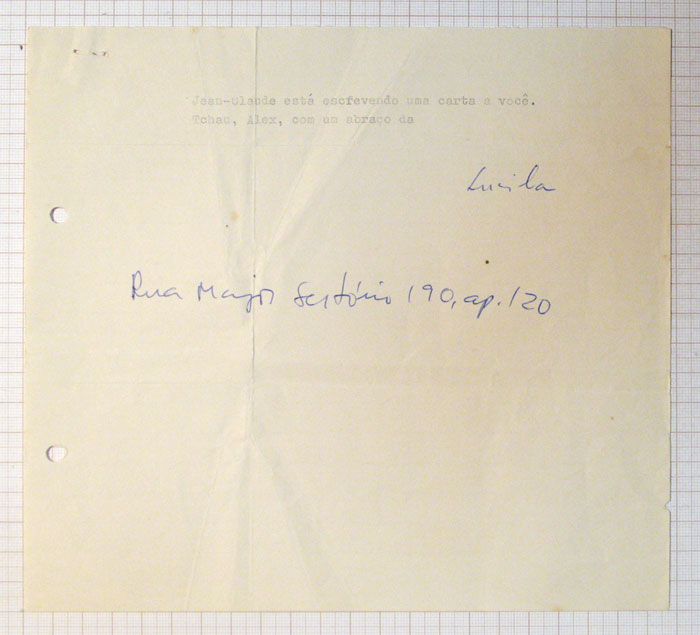 Jean-Claude está escrevendo uma carta a você.
Tchau, Alex, com um abraço da
Lucila
Rua Major Sertório 190, ap. 120